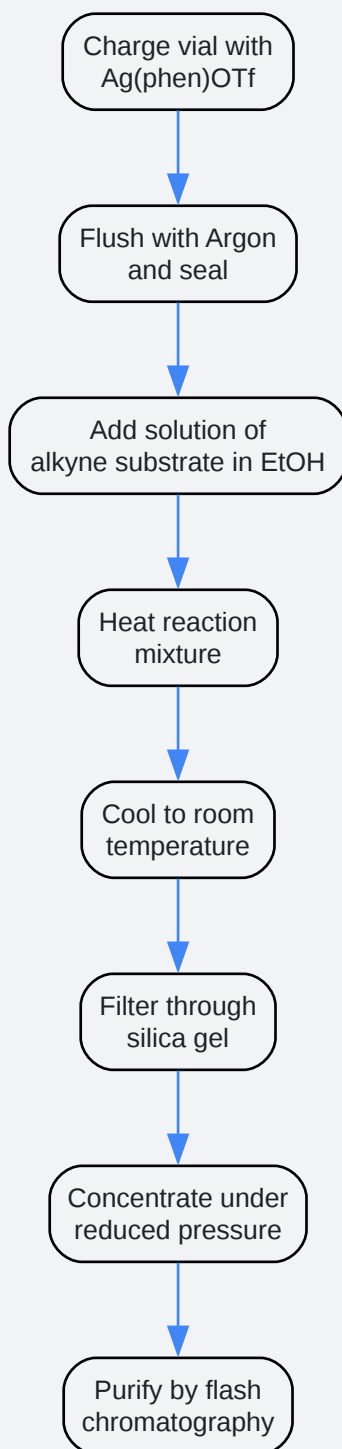 Charge vial with
Ag(phen)OTf
Flush with Argon
and seal
Add solution of
alkyne substrate in EtOH
Heat reaction
mixture
Cool to room
temperature
Filter through
silica gel
Concentrate under
reduced pressure
Purify by flash
chromatography